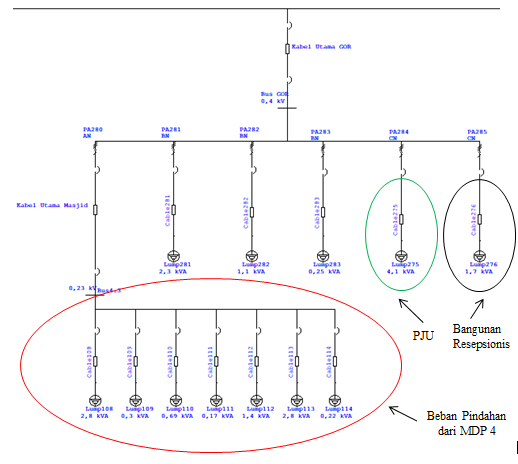 Kabel Utama GOR
Bus GOR
0,4 kV
PA280
AN
PA281
BN
PA282
BN
PA283
BN
PA284
CN
PA285
CN
Kabel Utama Masjid
Cable281
Cable282
Cable283
Cable275
Cable276
Lump281
2,3 kVA
Lump282
1,1 kVA
Lump283
0,25 kVA
Lump275
4,1 kVA
Lump276
1,7 kVA
0,23 kV
Bus4.3
PJU
Bangunan
Resepsionis
Cable108
Cable109
Cable110
Cable111
Cable112
Cable113
Cable114
Lump108
2,8 kVA
Lump109
0,3 kVA
Lump110
0,69 kVA
Lump111
0,17 kVA
Lump112
1,4 kVA
Lump113
2,8 kVA
Lump114
0,22 kVA
Beban Pindahan
dari MDP 4